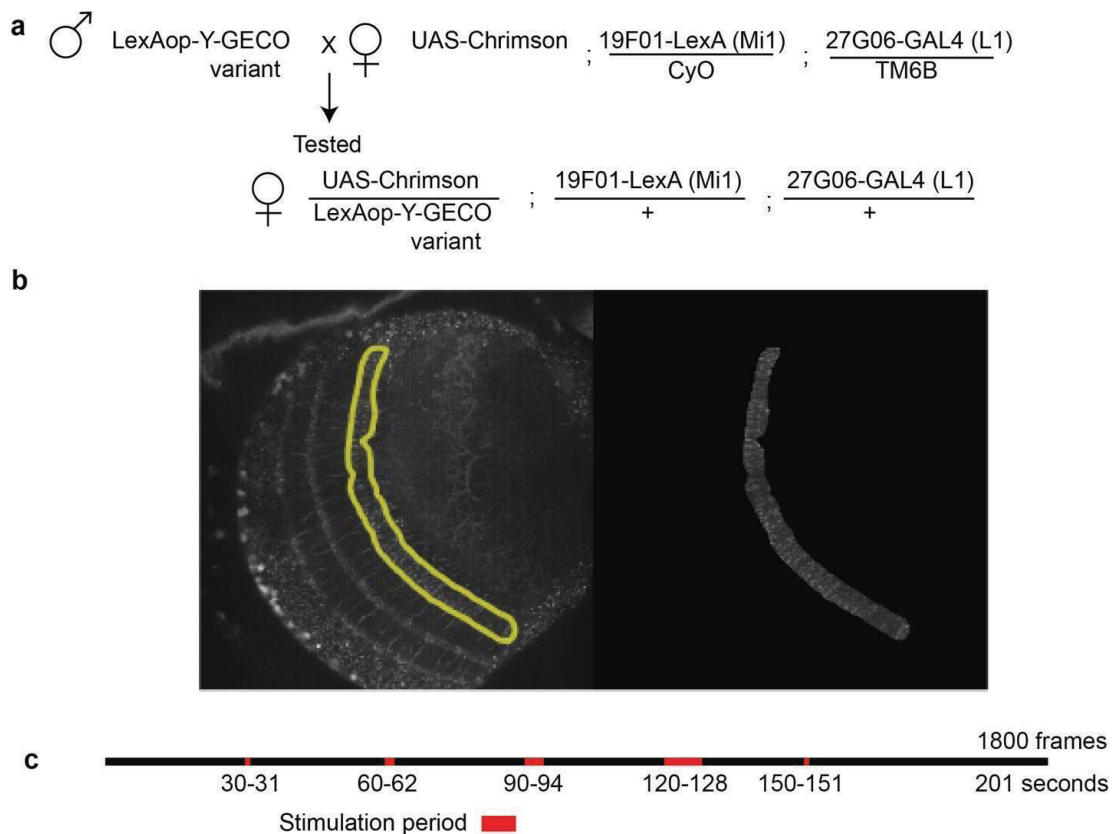 a
LexAop-Y-GECO variant X UAS-Chrimson ; 19F01-LexA (Mi1) / CyO ; 27G06-GAL4 (L1) / TM6B
Tested
UAS-Chrimson / LexAop-Y-GECO variant ; 19F01-LexA (Mi1) / + ; 27G06-GAL4 (L1) / +
b
c
1800 frames
30-31 60-62 90-94 120-128 150-151 201 seconds
Stimulation period